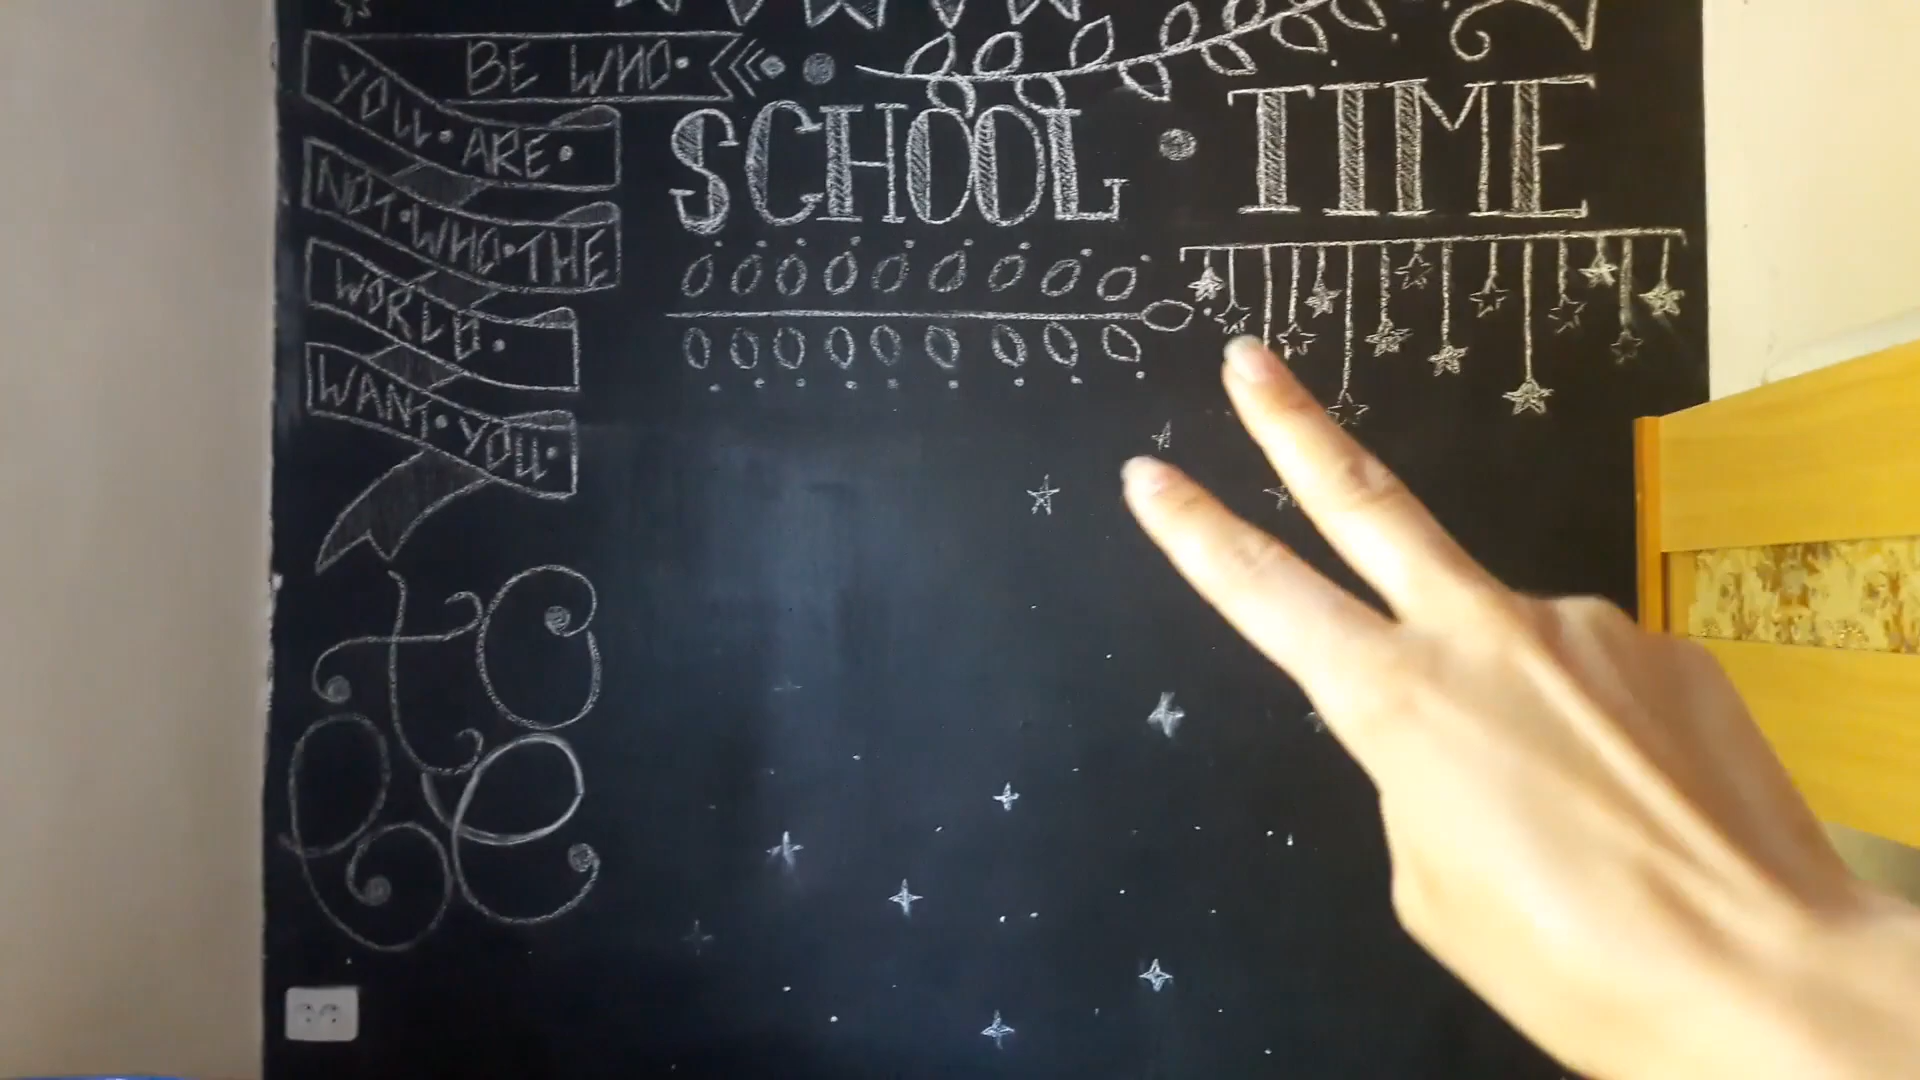 BE WHO
YOU • ARE •
NOT • WHO • THE
WORLD •
WANT • YOU •
SCHOOL • TIME